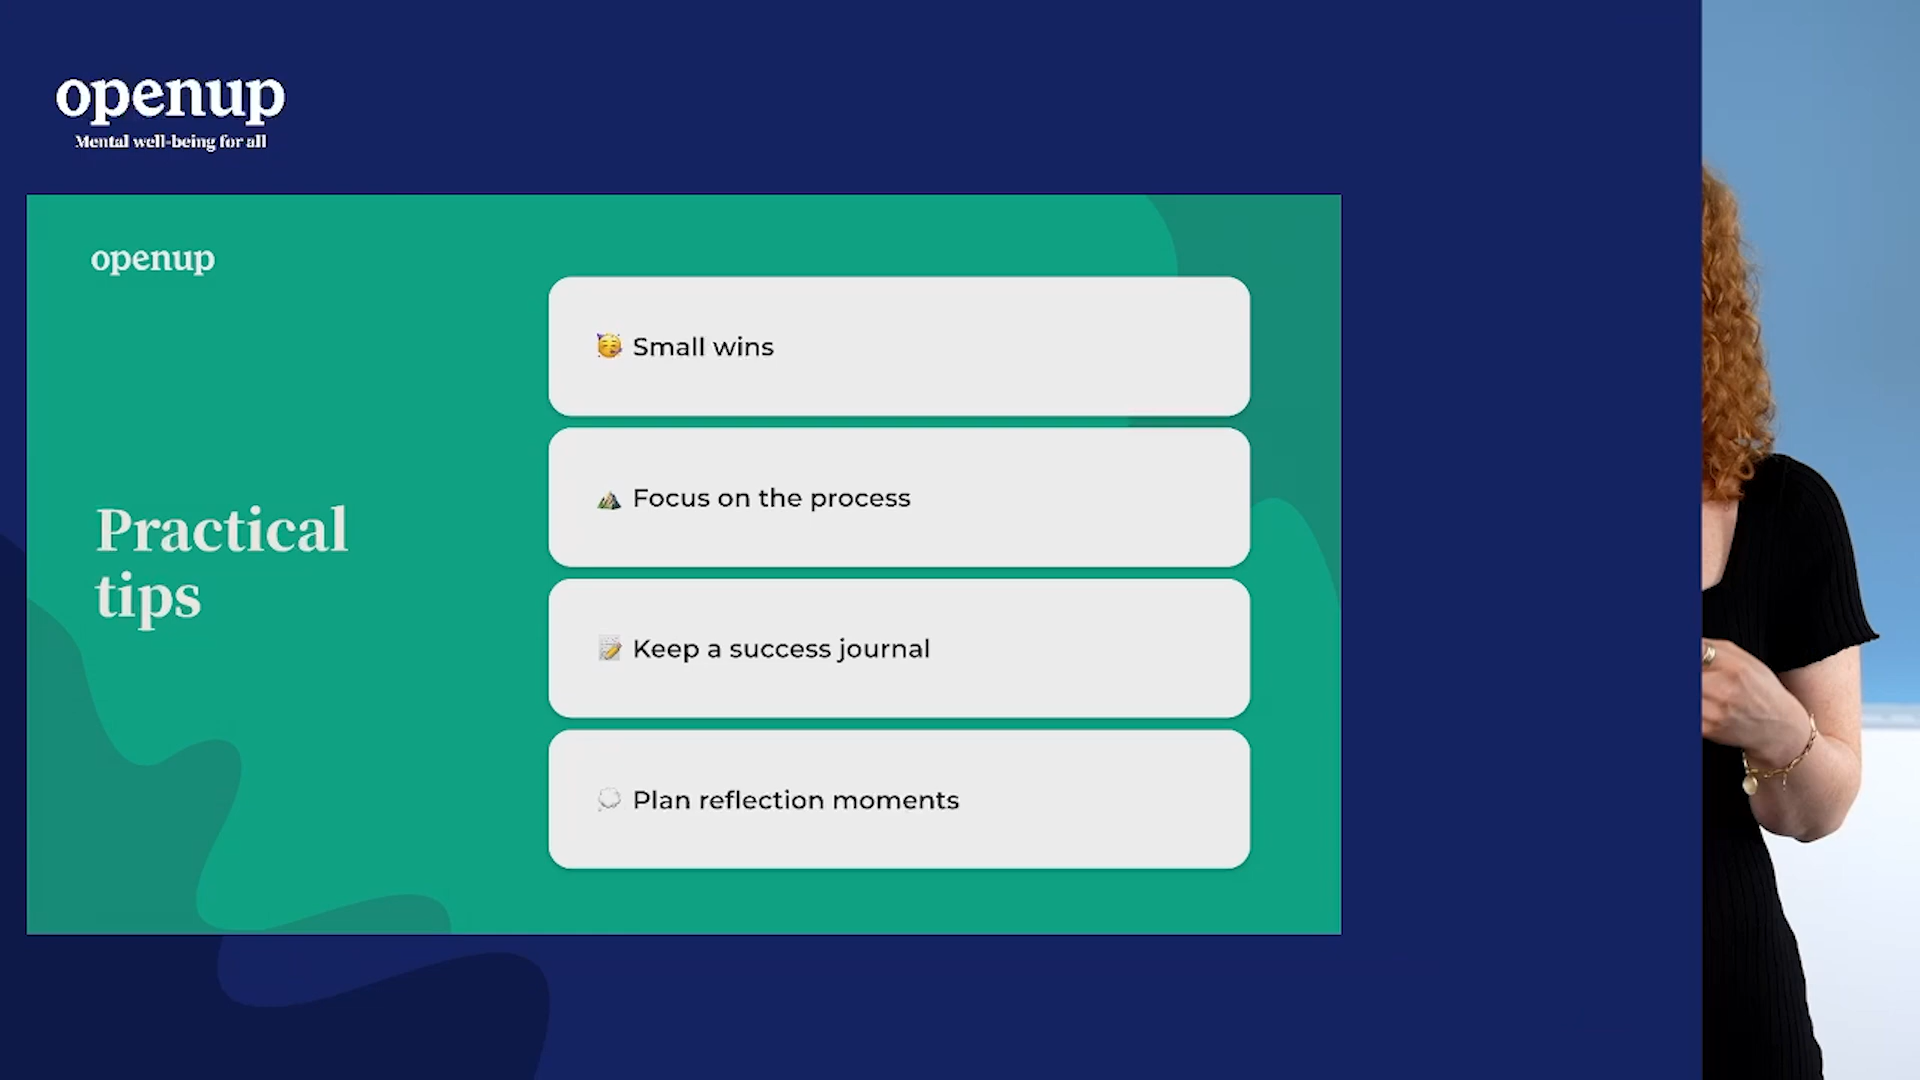 openup
Mental well-being for all
openup
Practical
tips
🥳 Small wins
⛰️ Focus on the process
📝 Keep a success journal
💭 Plan reflection moments